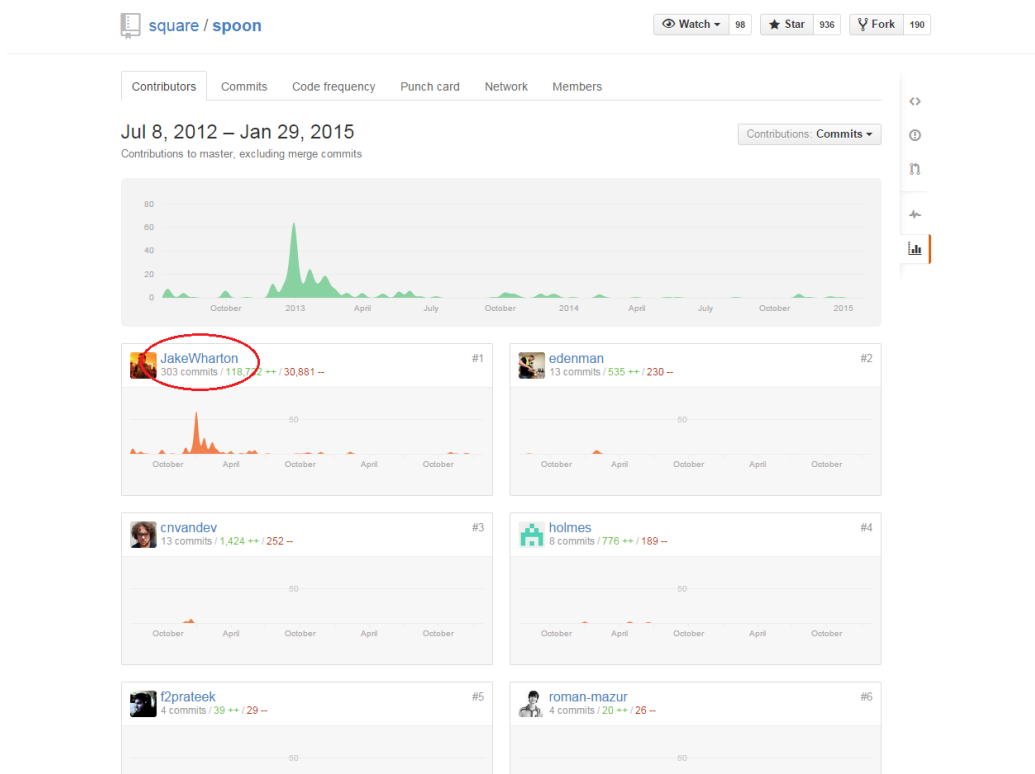 square / spoon
Watch 98 Star 936 Fork 190
Contributors Commits Code frequency Punch card Network Members
Jul 8, 2012 – Jan 29, 2015
Contributions: Commits
Contributions to master, excluding merge commits
80
60
40
20
0
October 2013 April July October 2014 April July October 2015
JakeWharton #1
303 commits / 118,722 ++ / 30,881 --
50
October April October April October
edenman #2
13 commits / 535 ++ / 230 --
50
October April October April October
cnvandev #3
13 commits / 1,424 ++ / 252 --
50
October April October April October
holmes #4
8 commits / 776 ++ / 189 --
50
October April October April October
f2prateek #5
4 commits / 39 ++ / 29 --
50
roman-mazur #6
4 commits / 20 ++ / 26 --
50